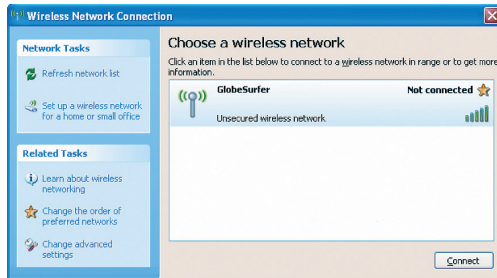 Wireless Network Connection
Network Tasks
Refresh network list
Set up a wireless network
for a home or small office
Related Tasks
Learn about wireless
networking
Change the order of
preferred networks
Change advanced
settings
Choose a wireless network
Click an item in the list below to connect to a wireless network in range or to get more
information.
GlobeSurfer
Not connected
Unsecured wireless network
Connect